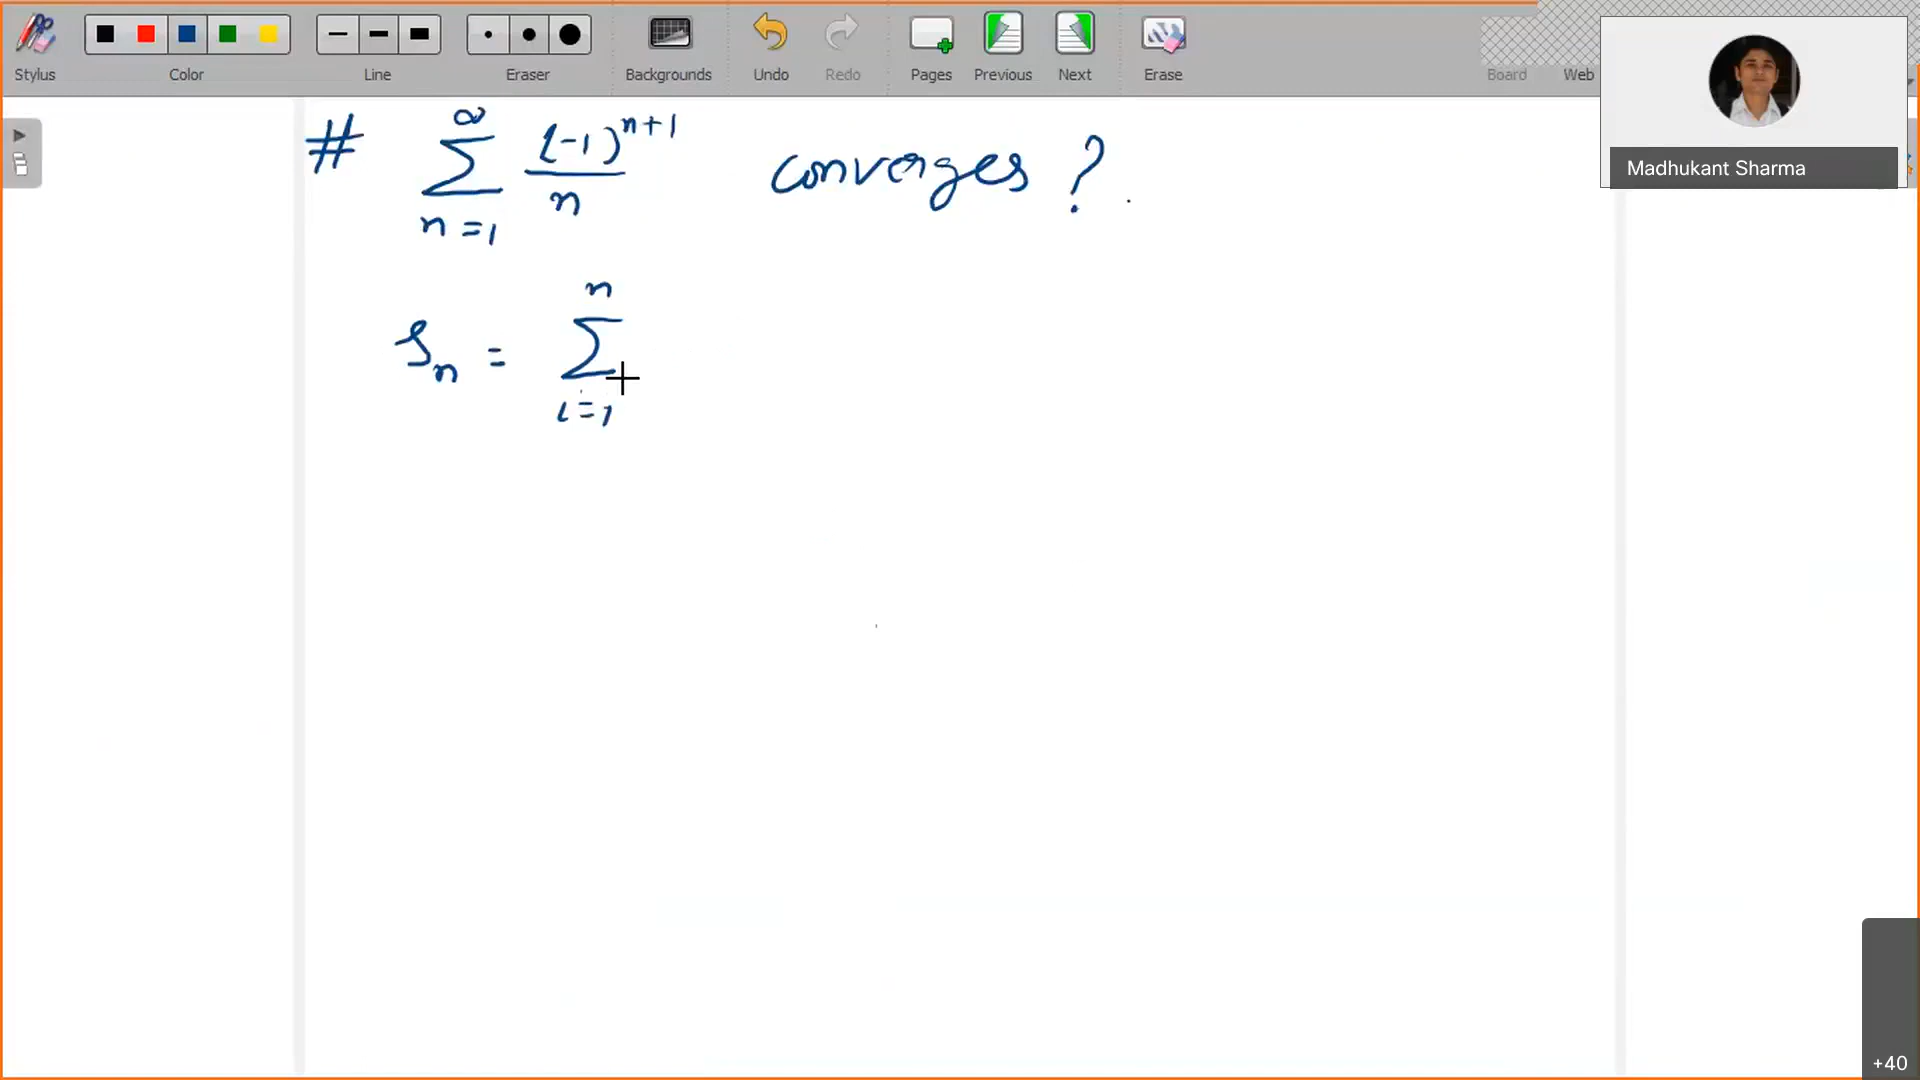 Stylus Color Line Eraser Backgrounds Undo Redo Pages Previous Next Erase Board Web
Madhukant Sharma
# ∑_{n=1}^{∞} (-1)^{n+1}/n converges ?
S_n = ∑_{i=1}^{n}
+40